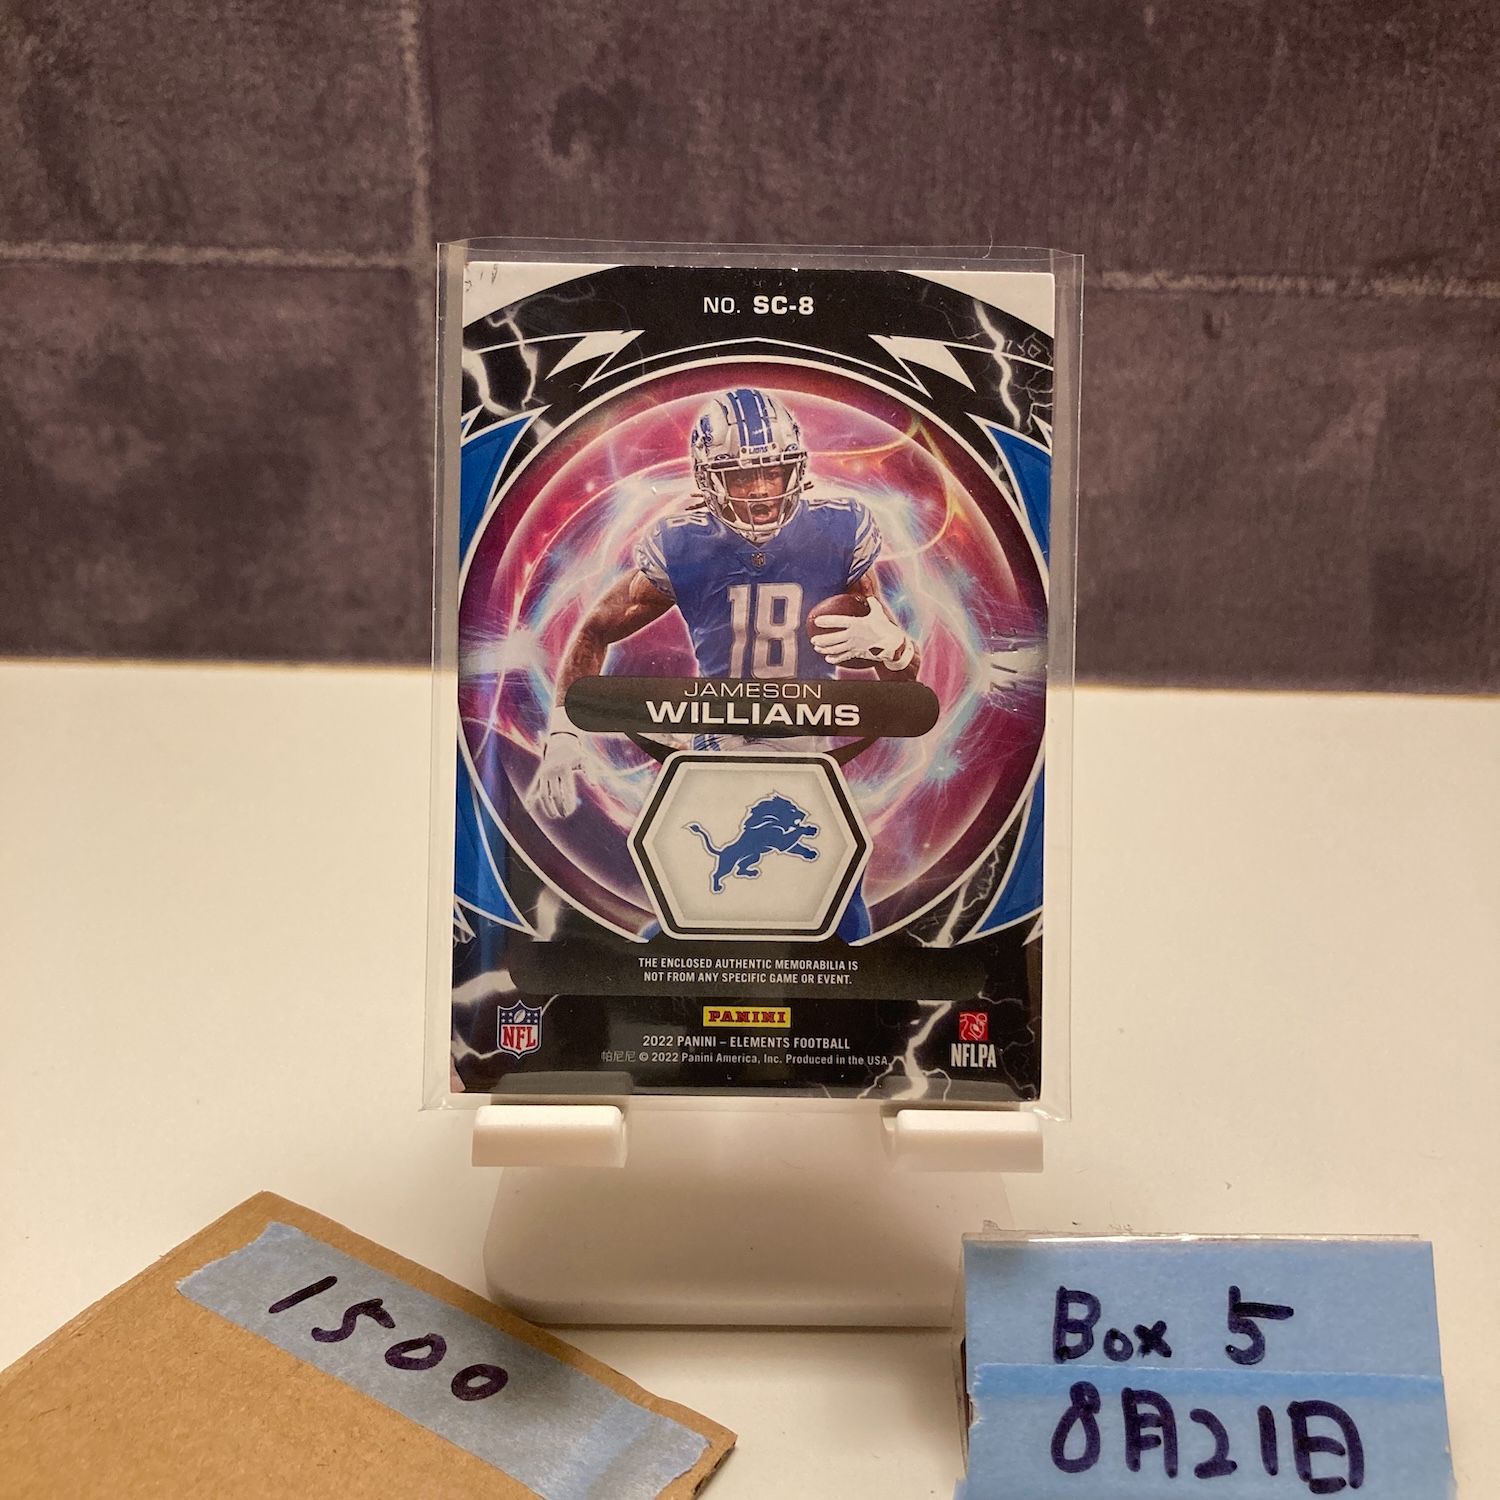 NO. SC-8
LIONS
18
18
JAMESON
WILLIAMS
THE ENCLOSED AUTHENTIC MEMORABILIA IS
NOT FROM ANY SPECIFIC GAME OR EVENT.
PANINI
NFL
2022 PANINI – ELEMENTS FOOTBALL
帕尼尼 © 2022 Panini America, Inc. Produced in the USA.
NFLPA
1500
Box 5
8月21日